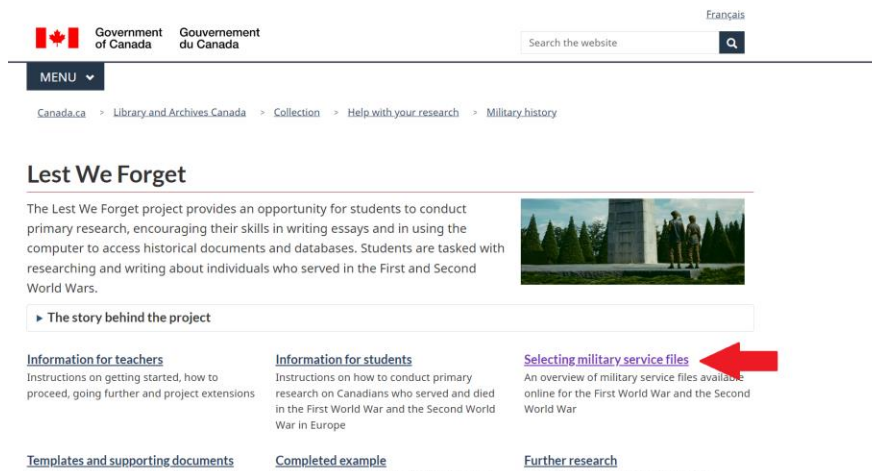 Français
Government of Canada
Gouvernement du Canada
Search the website
MENU
Canada.ca > Library and Archives Canada > Collection > Help with your research > Military history
Lest We Forget
The Lest We Forget project provides an opportunity for students to conduct
primary research, encouraging their skills in writing essays and in using the
computer to access historical documents and databases. Students are tasked with
researching and writing about individuals who served in the First and Second
World Wars.
The story behind the project
Information for teachers
Instructions on getting started, how to
proceed, going further and project extensions
Information for students
Instructions on how to conduct primary
research on Canadians who served and died
in the First World War and the Second World
War in Europe
Selecting military service files
An overview of military service files available
online for the First World War and the Second
World War
Templates and supporting documents
Completed example
Further research